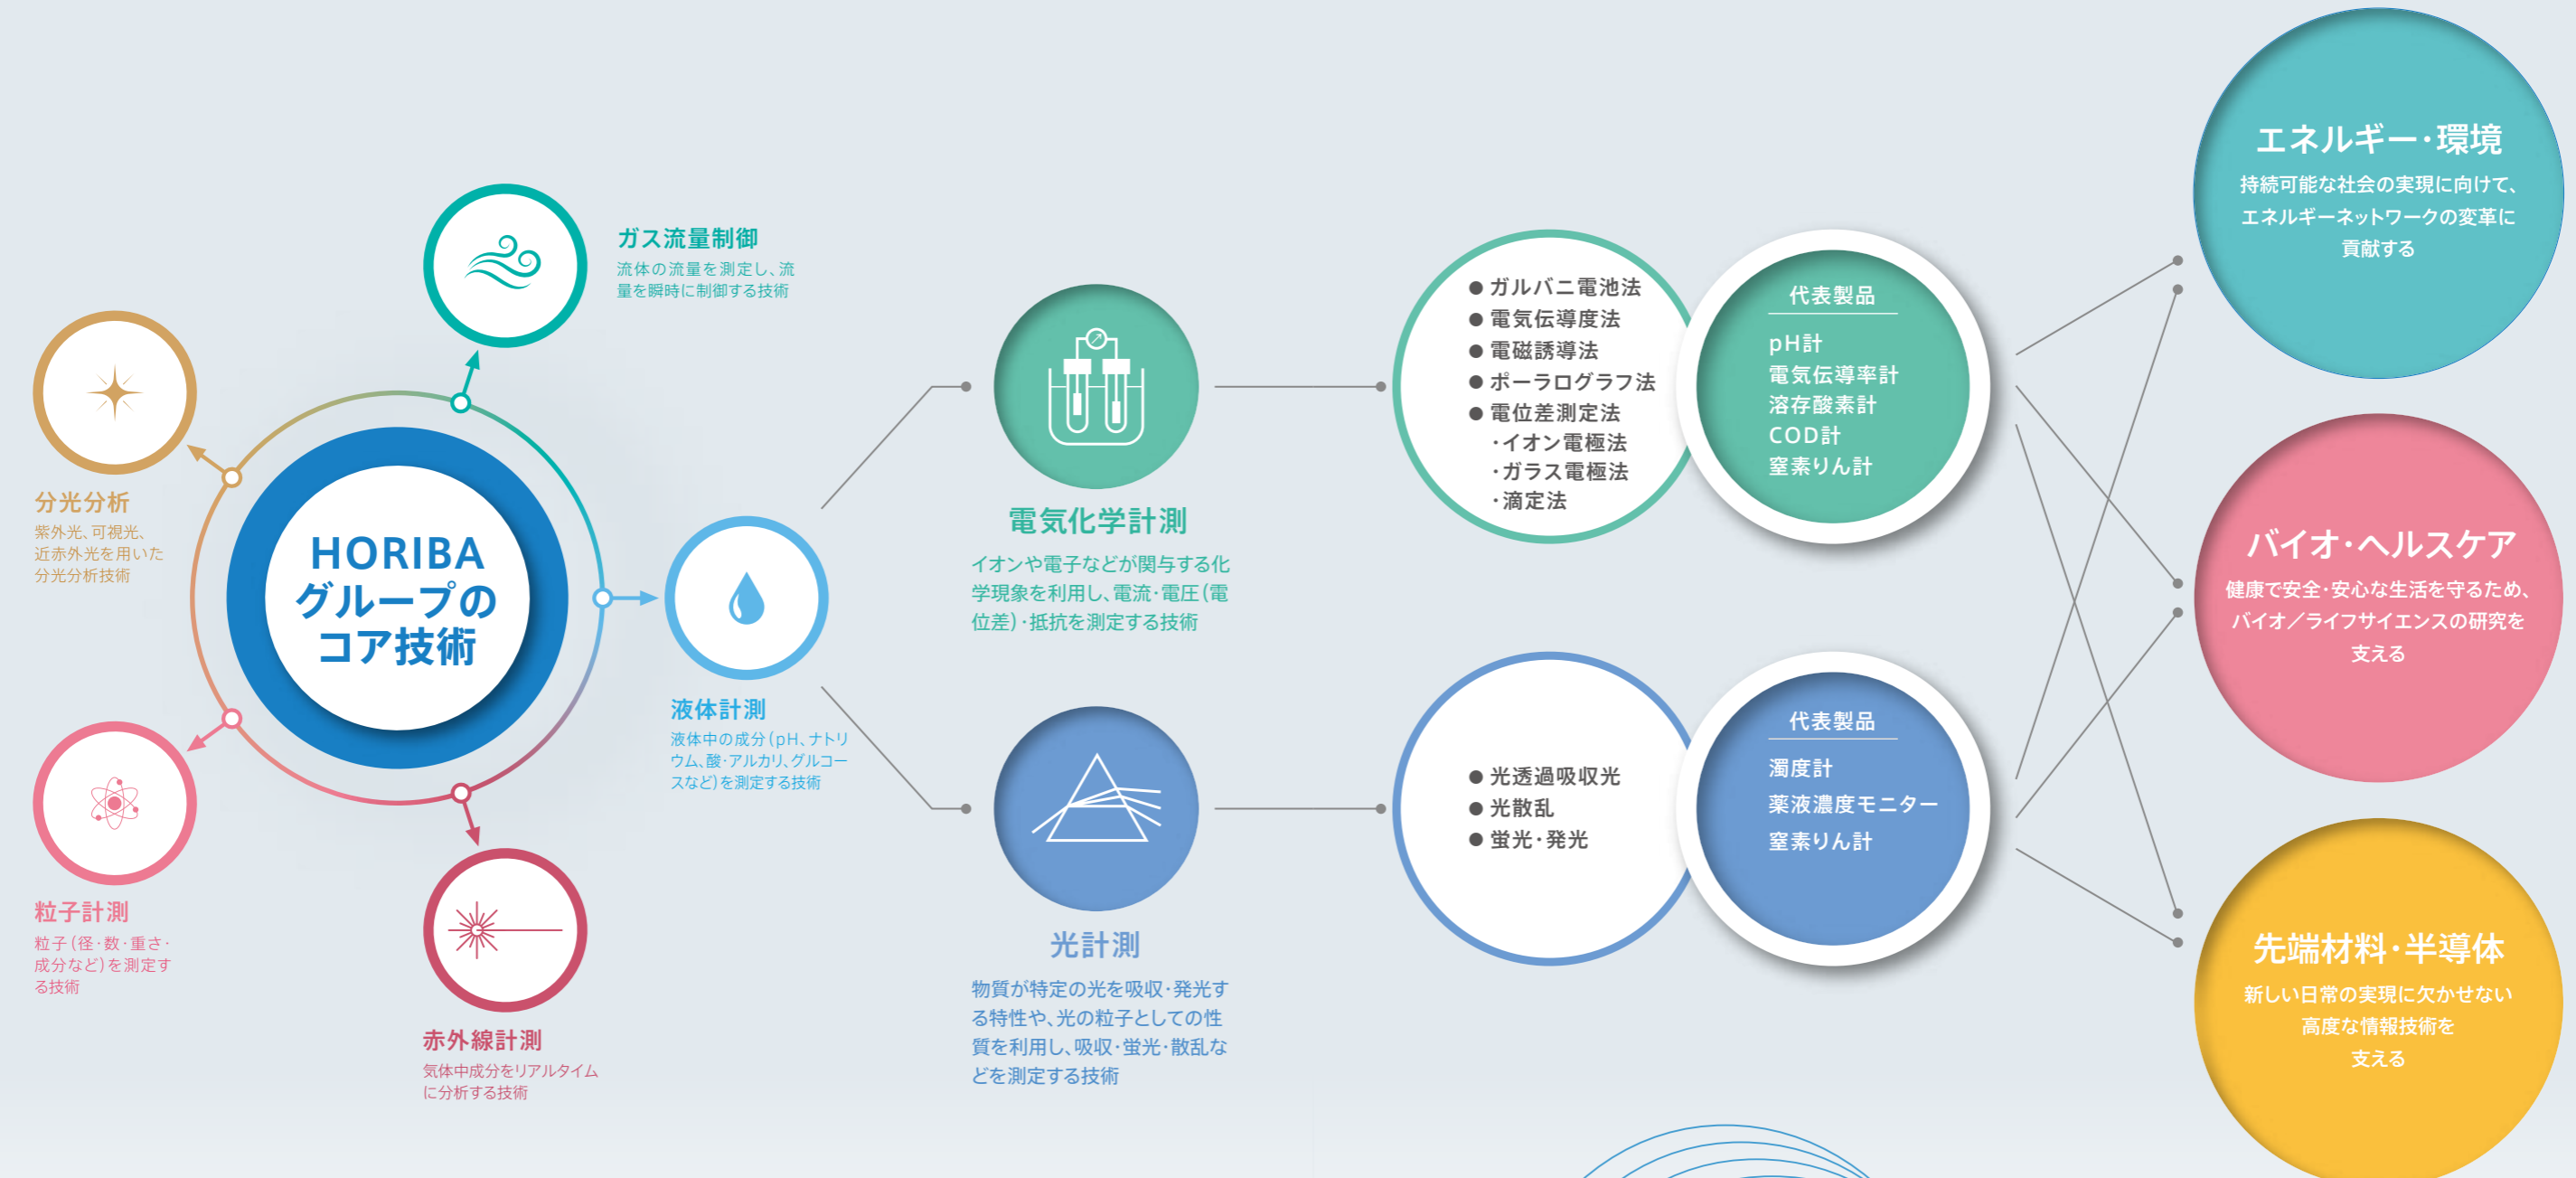 HORIBA
グループの
コア技術
ガス流量制御
流体の流量を測定し、流
量を瞬時に制御する技術
分光分析
紫外光、可視光、
近赤外光を用いた
分光分析技術
粒子計測
粒子（径・数・重さ・
成分など）を測定す
る技術
赤外線計測
気体中成分をリアルタイム
に分析する技術
液体計測
液体中の成分（pH、ナトリ
ウム、酸・アルカリ、グルコー
スなど）を測定する技術
電気化学計測
イオンや電子などが関与する化
学現象を利用し、電流・電圧（電
位差）・抵抗を測定する技術
光計測
物質が特定の光を吸収・発光す
る特性や、光の粒子としての性
質を利用し、吸収・蛍光・散乱な
どを測定する技術
● ガルバニ電池法
● 電気伝導度法
● 電磁誘導法
● ポーラログラフ法
● 電位差測定法
・イオン電極法
・ガラス電極法
・滴定法
代表製品
pH計
電気伝導率計
溶存酸素計
COD計
窒素りん計
● 光透過吸収光
● 光散乱
● 蛍光・発光
代表製品
濁度計
薬液濃度モニター
窒素りん計
エネルギー・環境
持続可能な社会の実現に向けて、
エネルギーネットワークの変革に
貢献する
バイオ・ヘルスケア
健康で安全・安心な生活を守るため、
バイオ／ライフサイエンスの研究を
支える
先端材料・半導体
新しい日常の実現に欠かせない
高度な情報技術を
支える